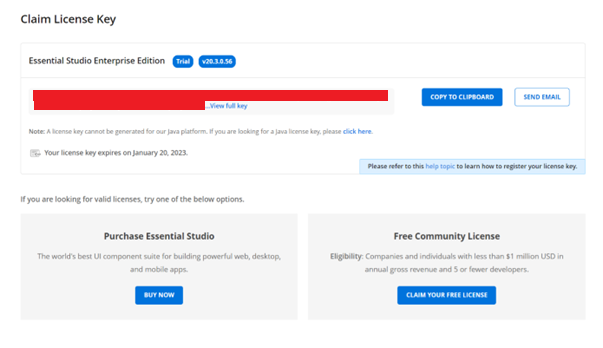 Claim License Key
Essential Studio Enterprise Edition Trial v20.3.0.56
...View full key
COPY TO CLIPBOARD
SEND EMAIL
Note: A license key cannot be generated for our Java platform. If you are looking for a Java license key, please click here.
Your license key expires on January 20, 2023.
Please refer to this help topic to learn how to register your license key.
If you are looking for valid licenses, try one of the below options.
Purchase Essential Studio
The world's best UI component suite for building powerful web, desktop,
and mobile apps.
BUY NOW
Free Community License
Eligibility: Companies and individuals with less than $1 million USD in
annual gross revenue and 5 or fewer developers.
CLAIM YOUR FREE LICENSE